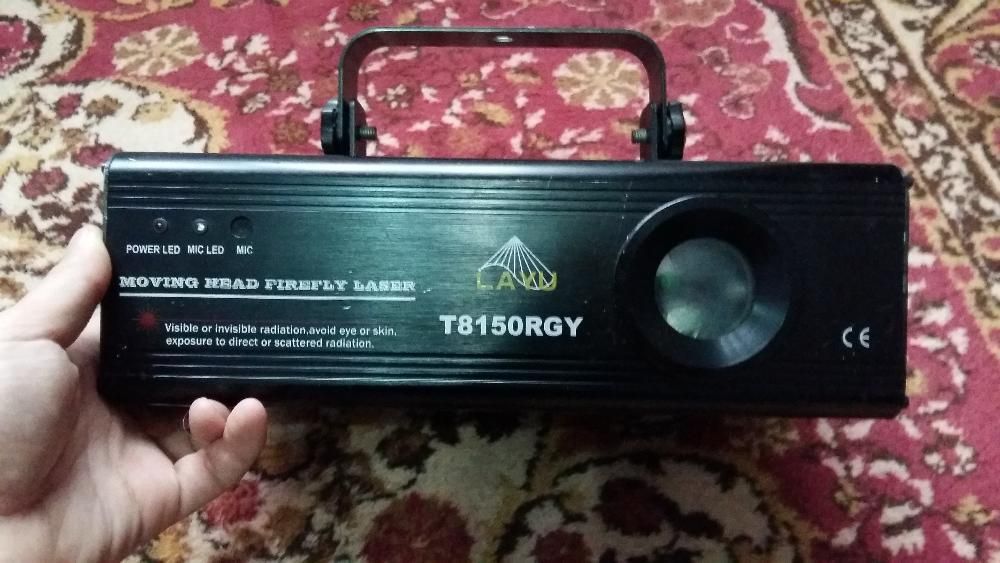 POWER LED MIC LED MIC
MOVING HEAD FIREFLY LASER
Visible or invisible radiation,avoid eye or skin.
exposure to direct or scattered radiation.
LAYU
T8150RGY
CE